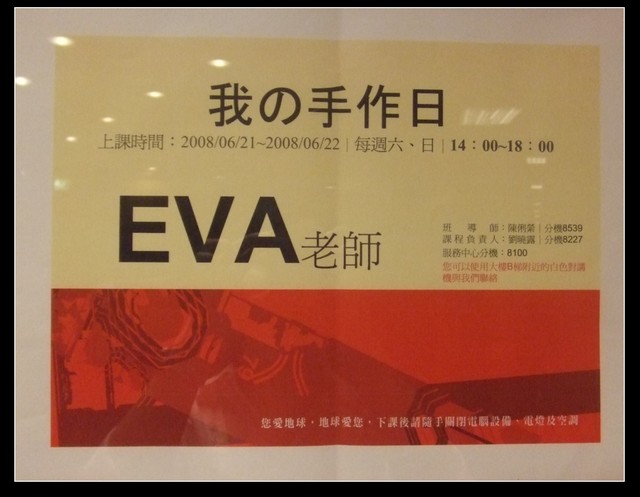 我の手作日
上課時間：2008/06/21~2008/06/22｜每週六、日｜14：00~18：00
EVA老師
班 導 師：陳俐縈｜分機8539
課程負責人：劉曉露｜分機8227
服務中心分機：8100
您可以使用大樓B梯附近的白色對講
機與我們聯絡
您愛地球，地球愛您，下課後請隨手關閉電腦設備、電燈及空調